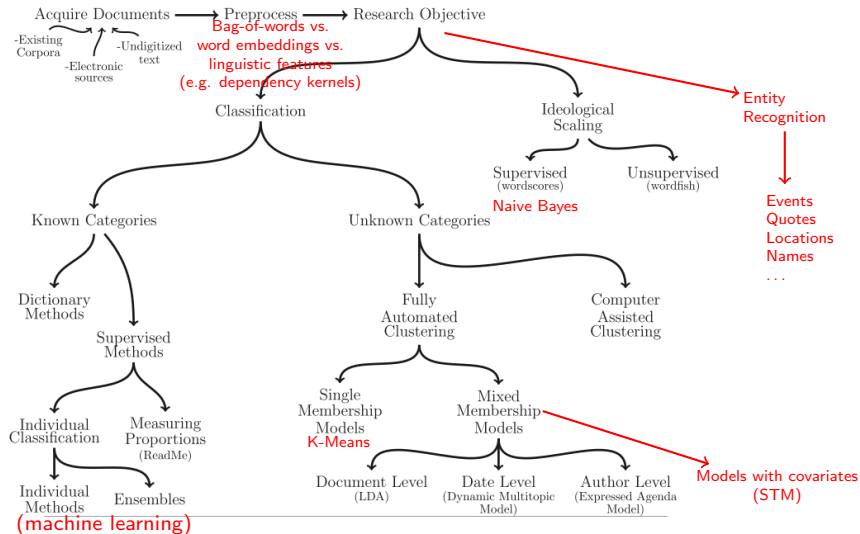 Acquire Documents
Preprocess
Research Objective
-Existing
Corpora
-Electronic
sources
-Undigitized
text
Bag-of-words vs.
word embeddings vs.
linguistic features
(e.g. dependency kernels)
Classification
Ideological
Scaling
Entity
Recognition
Supervised
(wordscores)
Naive Bayes
Unsupervised
(wordfish)
Events
Quotes
Locations
Names
...
Known Categories
Unknown Categories
Dictionary
Methods
Supervised
Methods
Fully
Automated
Clustering
Computer
Assisted
Clustering
Individual
Classification
Measuring
Proportions
(ReadMe)
Single
Membership
Models
K-Means
Mixed
Membership
Models
Individual
Methods
(machine learning)
Ensembles
Document Level
(LDA)
Date Level
(Dynamic Multitopic
Model)
Author Level
(Expressed Agenda
Model)
Models with covariates
(STM)